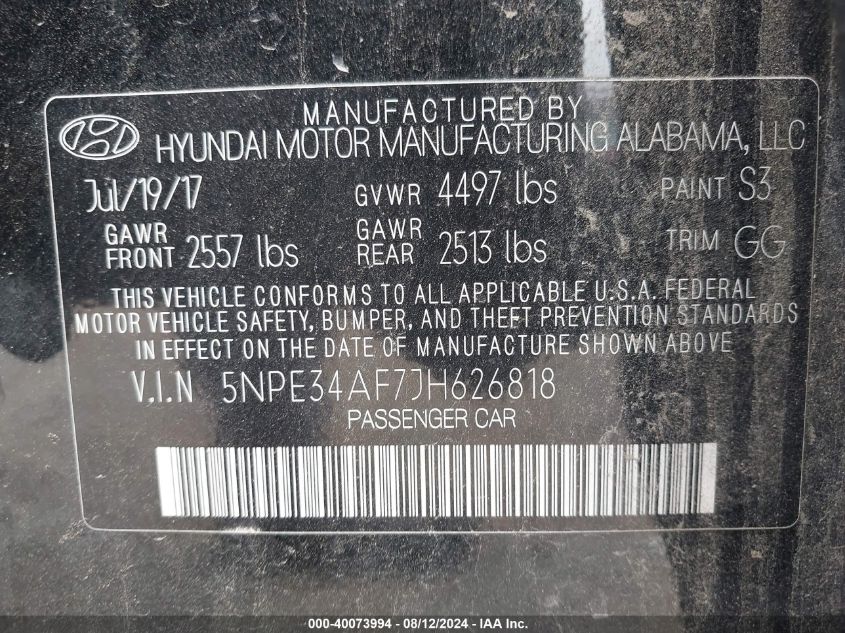 MANUFACTURED BY
HYUNDAI MOTOR MANUFACTURING ALABAMA, LLC
Jul/19/17 GVWR 4497 lbs PAINT S3
GAWR FRONT 2557 lbs GAWR REAR 2513 lbs TRIM GG
THIS VEHICLE CONFORMS TO ALL APPLICABLE U.S.A. FEDERAL
MOTOR VEHICLE SAFETY, BUMPER, AND THEFT PREVENTION STANDARDS
IN EFFECT ON THE DATE OF MANUFACTURE SHOWN ABOVE
V.I.N 5NPE34AF7JH626818
PASSENGER CAR
000-40073994 - 08/12/2024 - IAA Inc.